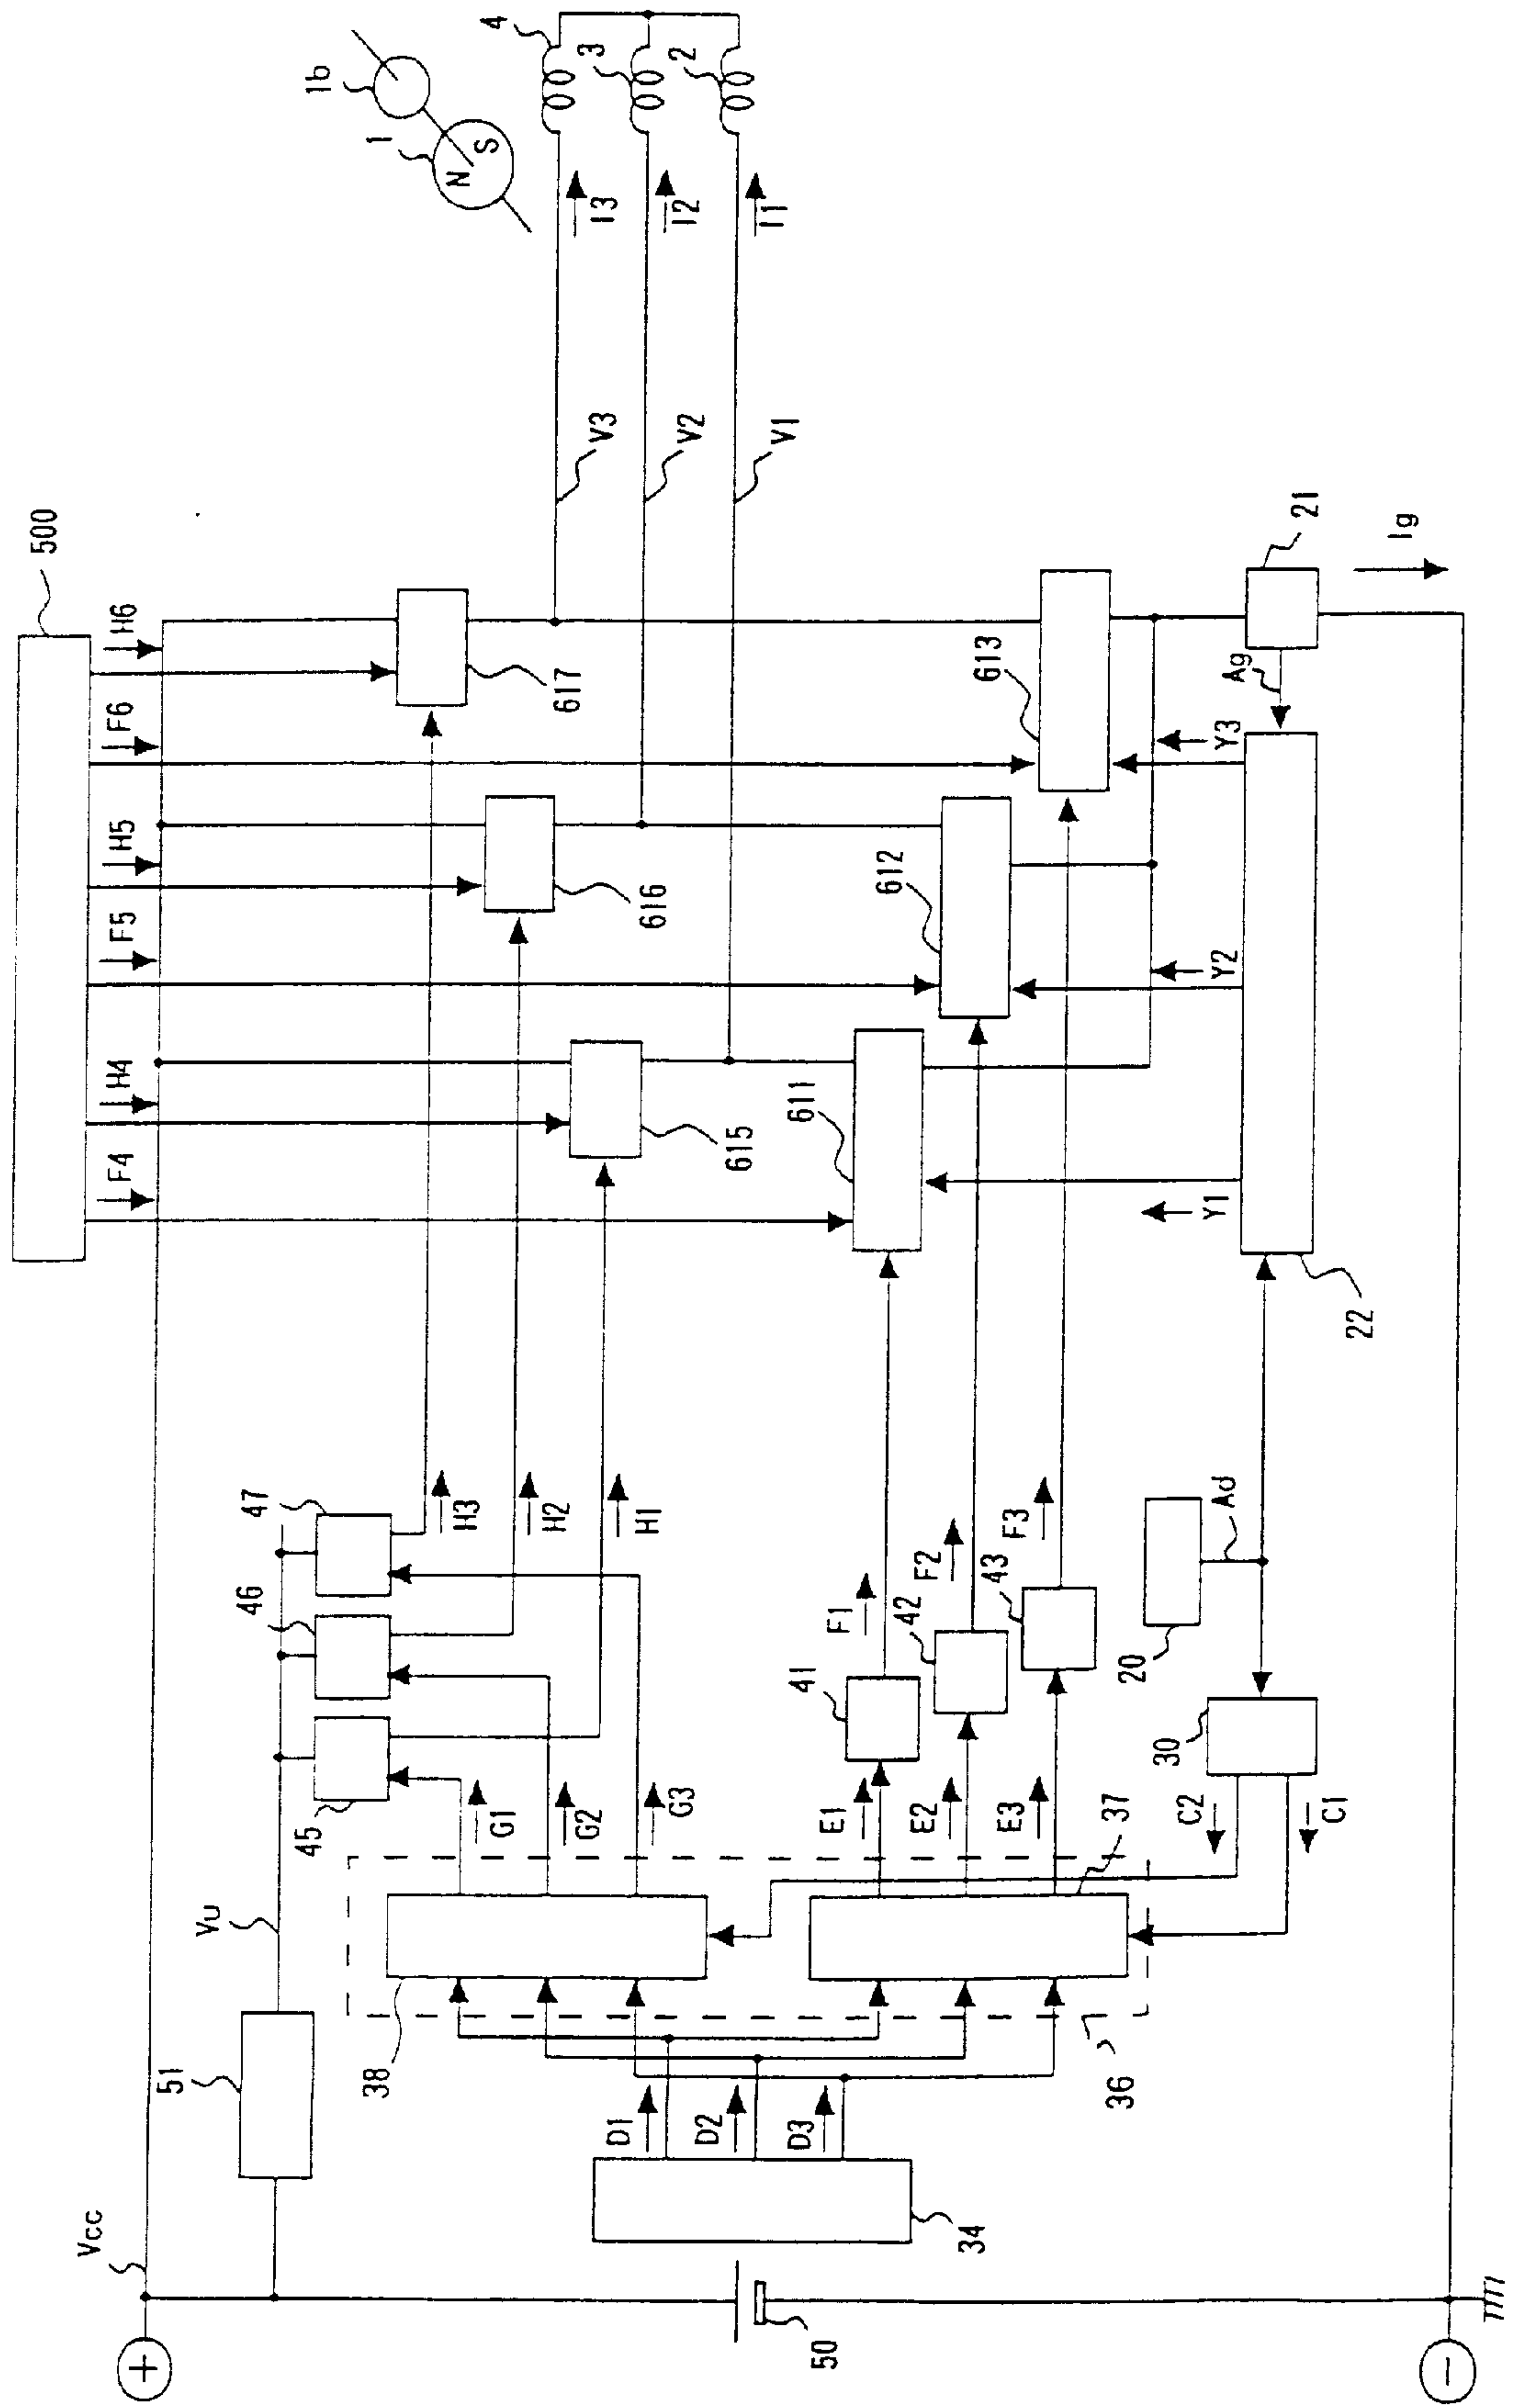 500
H6
F6
H5
F5
H4
F4
1b
1
N
S
4
3
2
I3
I2
I1
V3
V2
V1
617
616
615
613
612
611
21
Ig
Ag
Y3
Y2
Y1
22
47
46
45
H3
H2
H1
F1
F2
F3
41
42
43
20
Ad
30
C2
C1
G1
G2
G3
E1
E2
E3
37
38
36
Vu
51
D1
D2
D3
34
Vcc
50
+
−